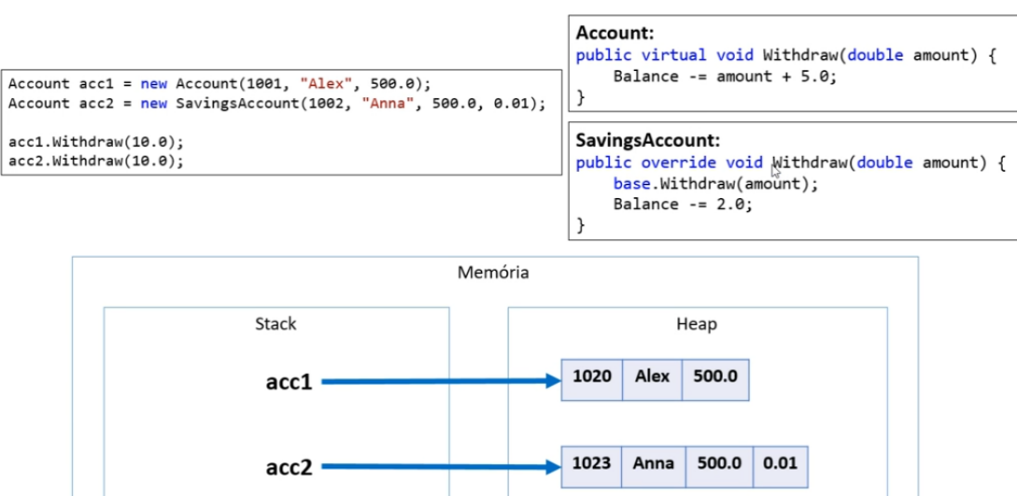 Account acc1 = new Account(1001, "Alex", 500.0);
Account acc2 = new SavingsAccount(1002, "Anna", 500.0, 0.01);
acc1.Withdraw(10.0);
acc2.Withdraw(10.0);
Account:
public virtual void Withdraw(double amount) {
Balance -= amount + 5.0;
}
SavingsAccount:
public override void Withdraw(double amount) {
base.Withdraw(amount);
Balance -= 2.0;
}
Memória
Stack
Heap
acc1
1020 Alex 500.0
acc2
1023 Anna 500.0 0.01